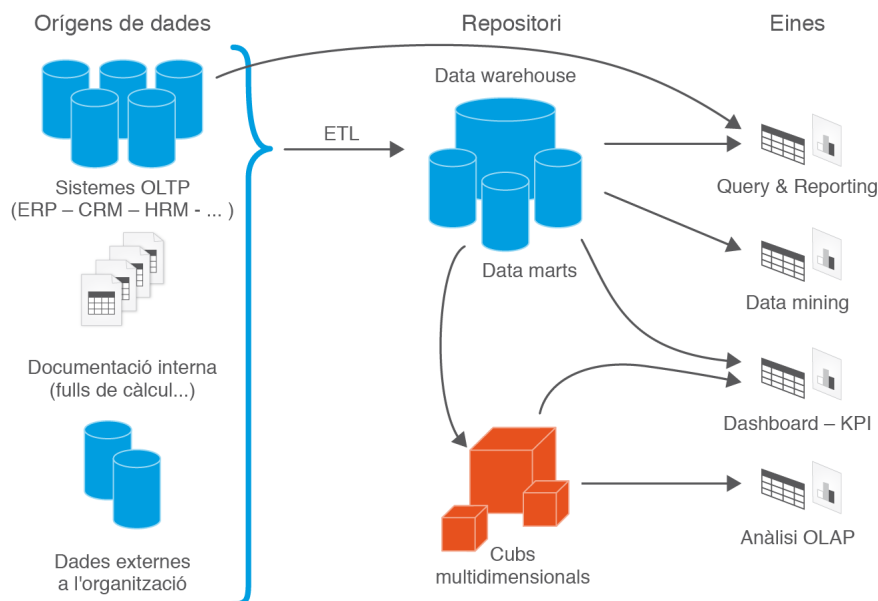 Orígens de dades
Repositori
Eines
Data warehouse
ETL
Sistemes OLTP
(ERP – CRM – HRM - ... )
Query & Reporting
Data marts
Data mining
Documentació interna
(fulls de càlcul...)
Dashboard – KPI
Anàlisi OLAP
Dades externes
a l'organització
Cubs
multidimensionals